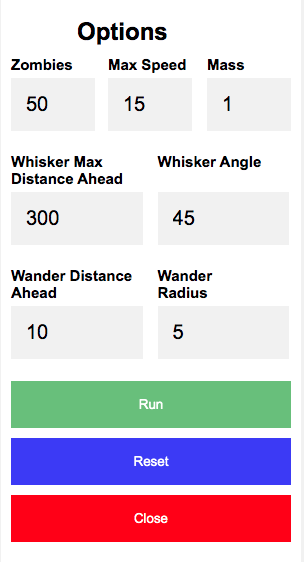 Options
Zombies Max Speed Mass
50 15 1
Whisker Max Whisker Angle
Distance Ahead
300 45
Wander Distance Wander
Ahead Radius
10 5
Run
Reset
Close